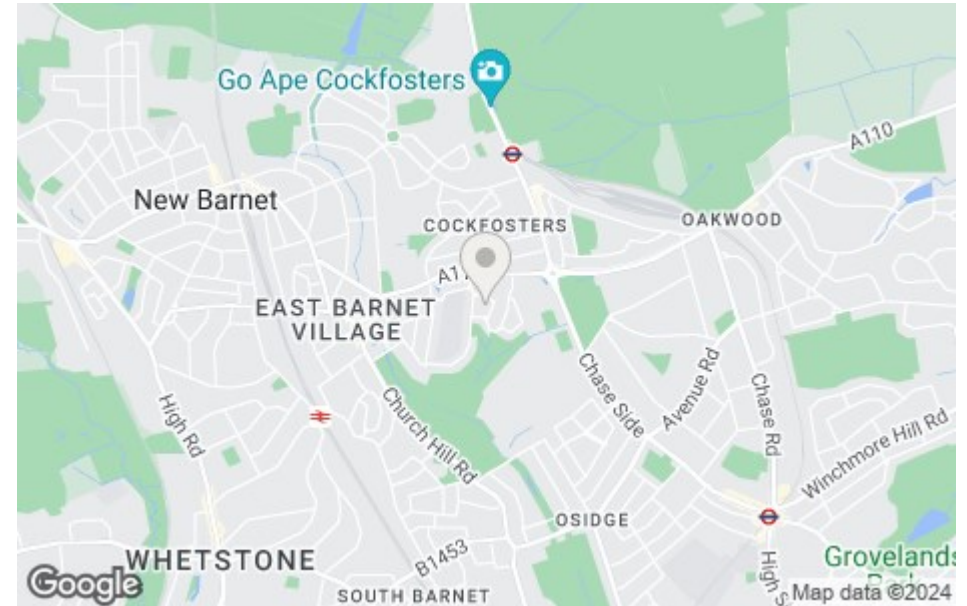 Go Ape Cockfosters
A110
New Barnet
COCKFOSTERS
OAKWOOD
EAST BARNET
VILLAGE
Chase Side
Avenue Rd
Chase Rd
High Rd
Church Hill Rd
Winchmore Hill Rd
OSIDGE
WHETSTONE
B1453
SOUTH BARNET
High S
Grovelands
Google
Map data ©2024